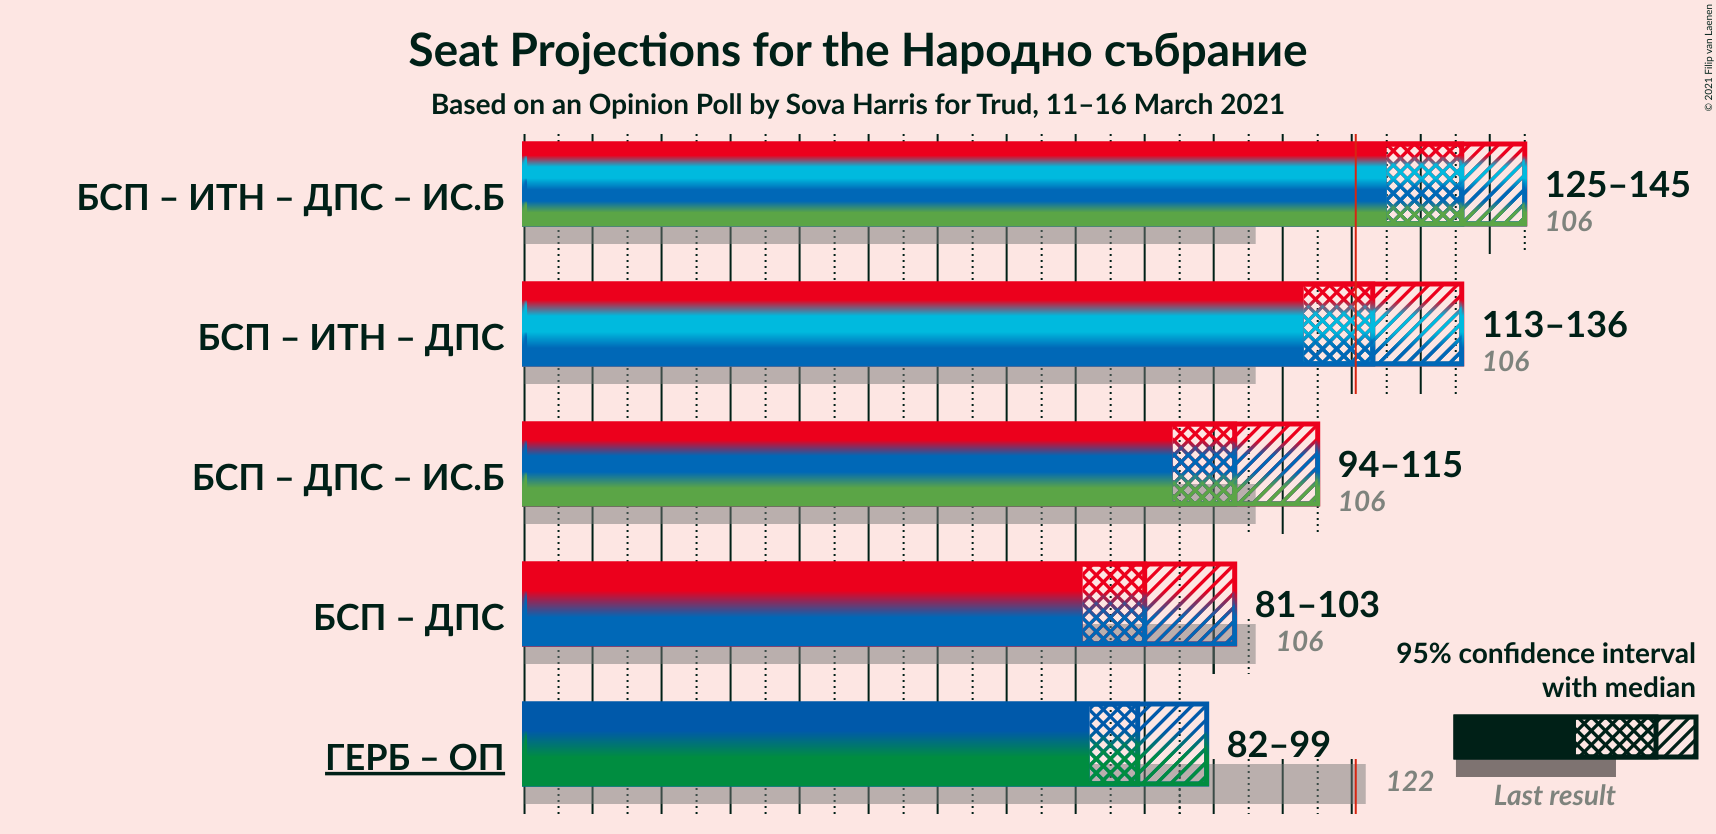 Seat Projections for the Народно събрание
Based on an Opinion Poll by Sova Harris for Trud, 11–16 March 2021
© 2021 Filip van Laenen
БСП – ИТН – ДПС – ИС.Б
125–145
106
БСП – ИТН – ДПС
113–136
106
БСП – ДПС – ИС.Б
94–115
106
БСП – ДПС
81–103
106
ГЕРБ – ОП
82–99
122
95% confidence interval
with median
Last result